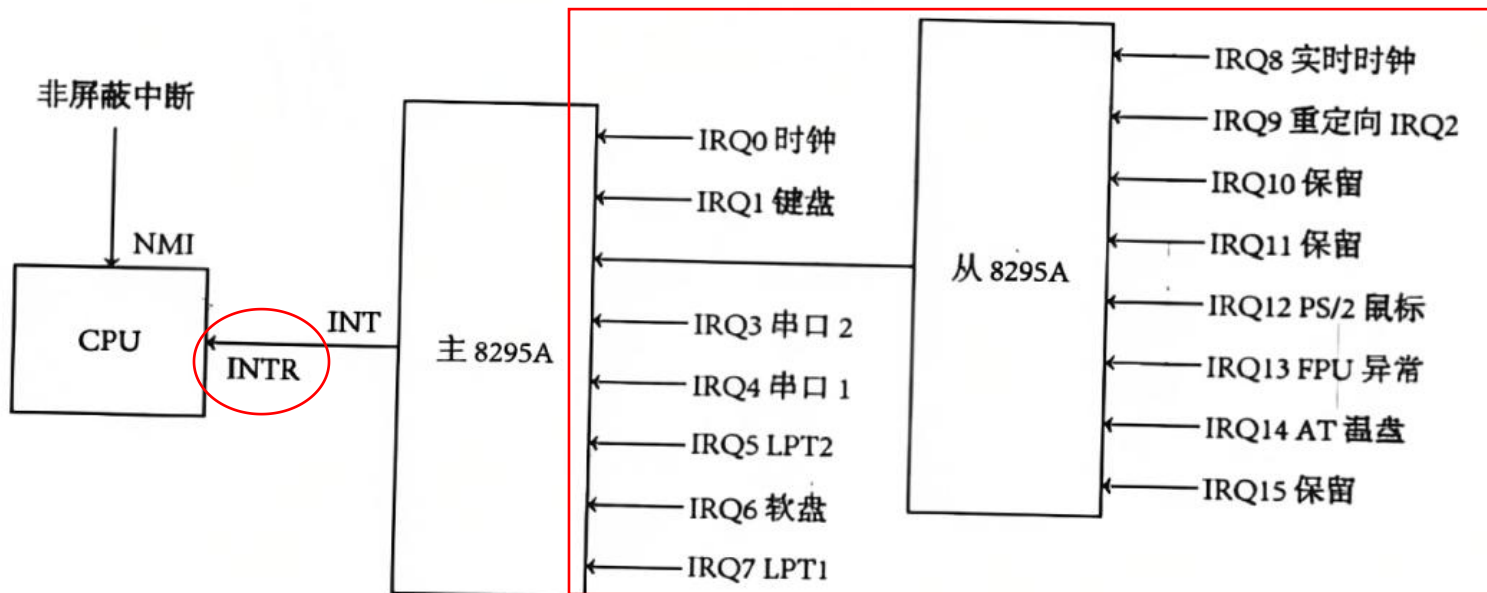 非屏蔽中断
NMI
CPU
INT
INTR
主 8295A
IRQ0 时钟
IRQ1 键盘
IRQ3 串口 2
IRQ4 串口 1
IRQ5 LPT2
IRQ6 软盘
IRQ7 LPT1
从 8295A
IRQ8 实时时钟
IRQ9 重定向 IRQ2
IRQ10 保留
IRQ11 保留
IRQ12 PS/2 鼠标
IRQ13 FPU 异常
IRQ14 AT 温盘
IRQ15 保留